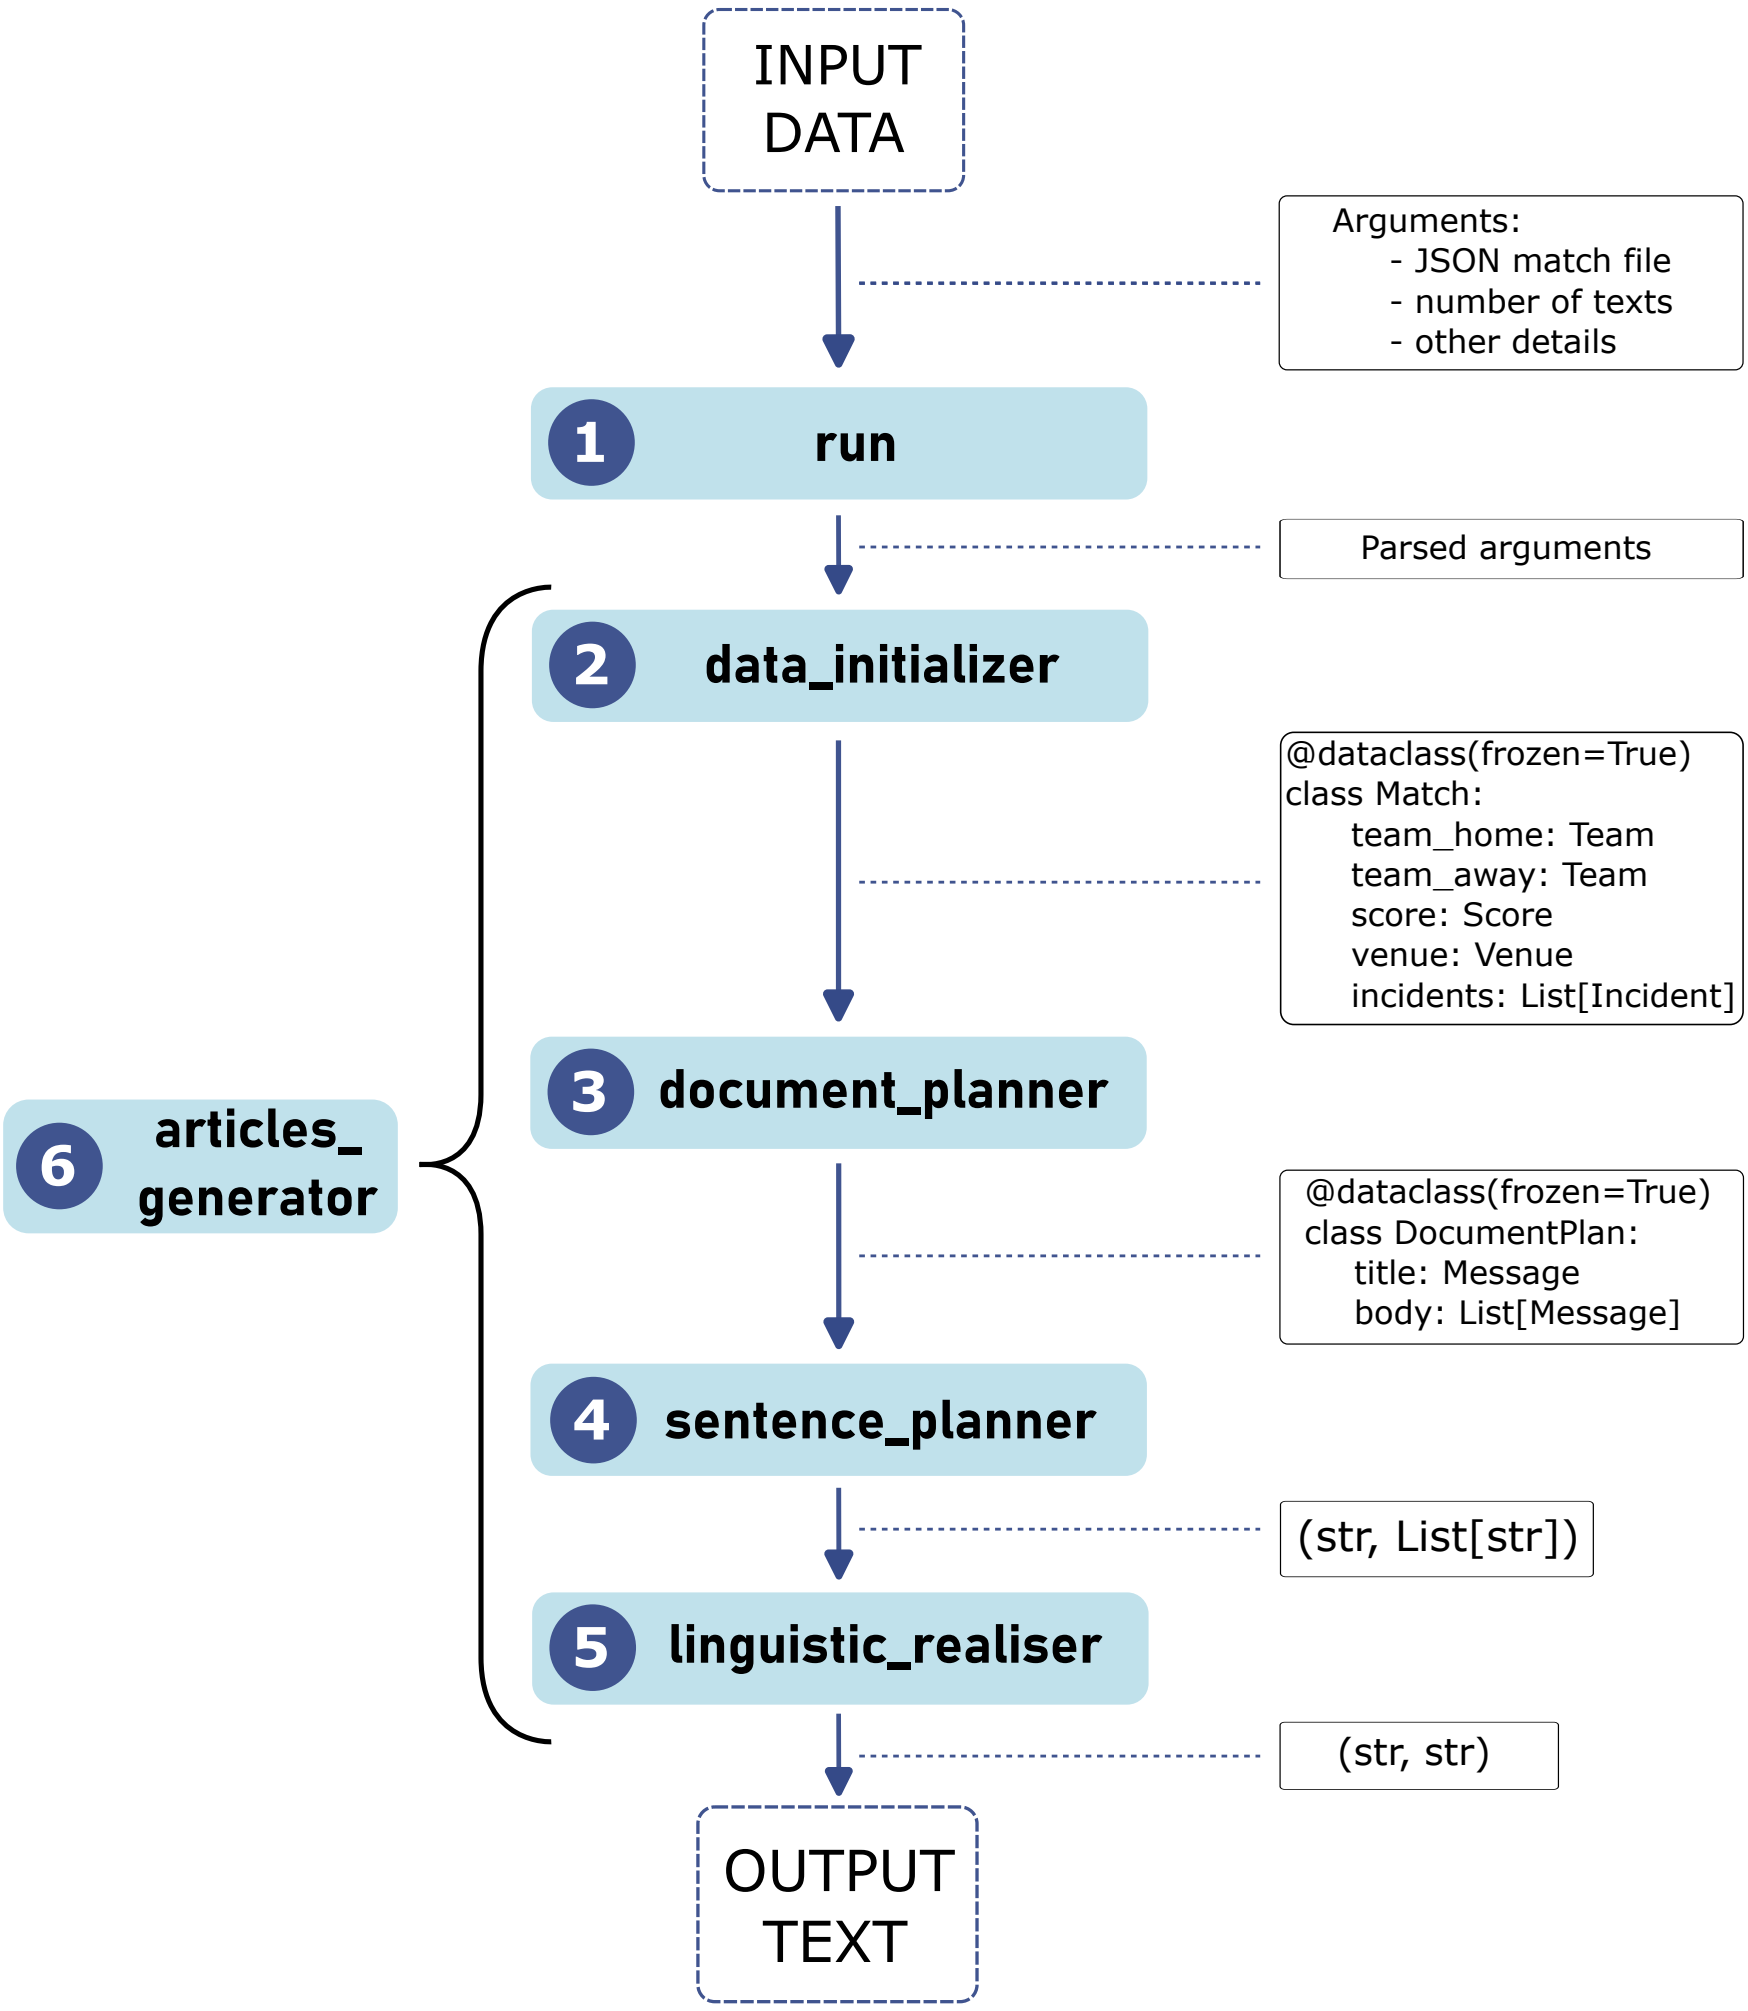 INPUT
DATA
Arguments:
- JSON match file
- number of texts
- other details
1
run
Parsed arguments
2
data_initializer
@dataclass(frozen=True)
class Match:
team_home: Team
team_away: Team
score: Score
venue: Venue
incidents: List[Incident]
3
document_planner
6
articles_
generator
@dataclass(frozen=True)
class DocumentPlan:
title: Message
body: List[Message]
4
sentence_planner
(str, List[str])
5
linguistic_realiser
(str, str)
OUTPUT
TEXT